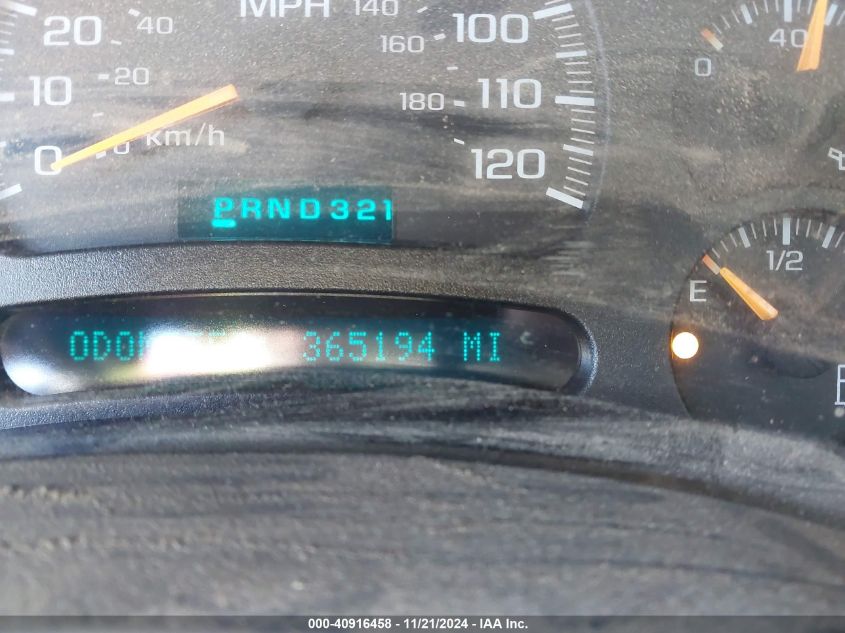 MPH 140
20 40 100
160
10 20 110
180
0 0 km/h 120
PRND321
365194 MI
0 40
E 1/2
000-40916458 - 11/21/2024 - IAA Inc.